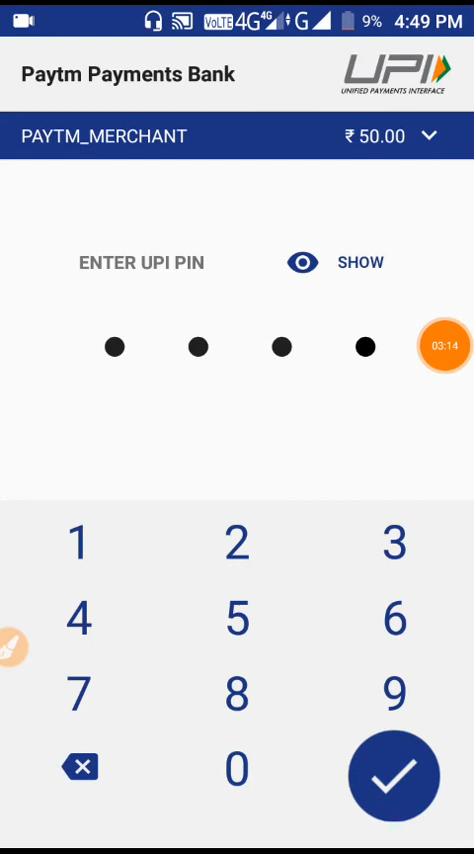 VoLTE 4G 4G G 9% 4:49 PM
Paytm Payments Bank
UPI
UNIFIED PAYMENTS INTERFACE
PAYTM_MERCHANT ₹ 50.00
ENTER UPI PIN SHOW
03:14
1 2 3
4 5 6
7 8 9
0